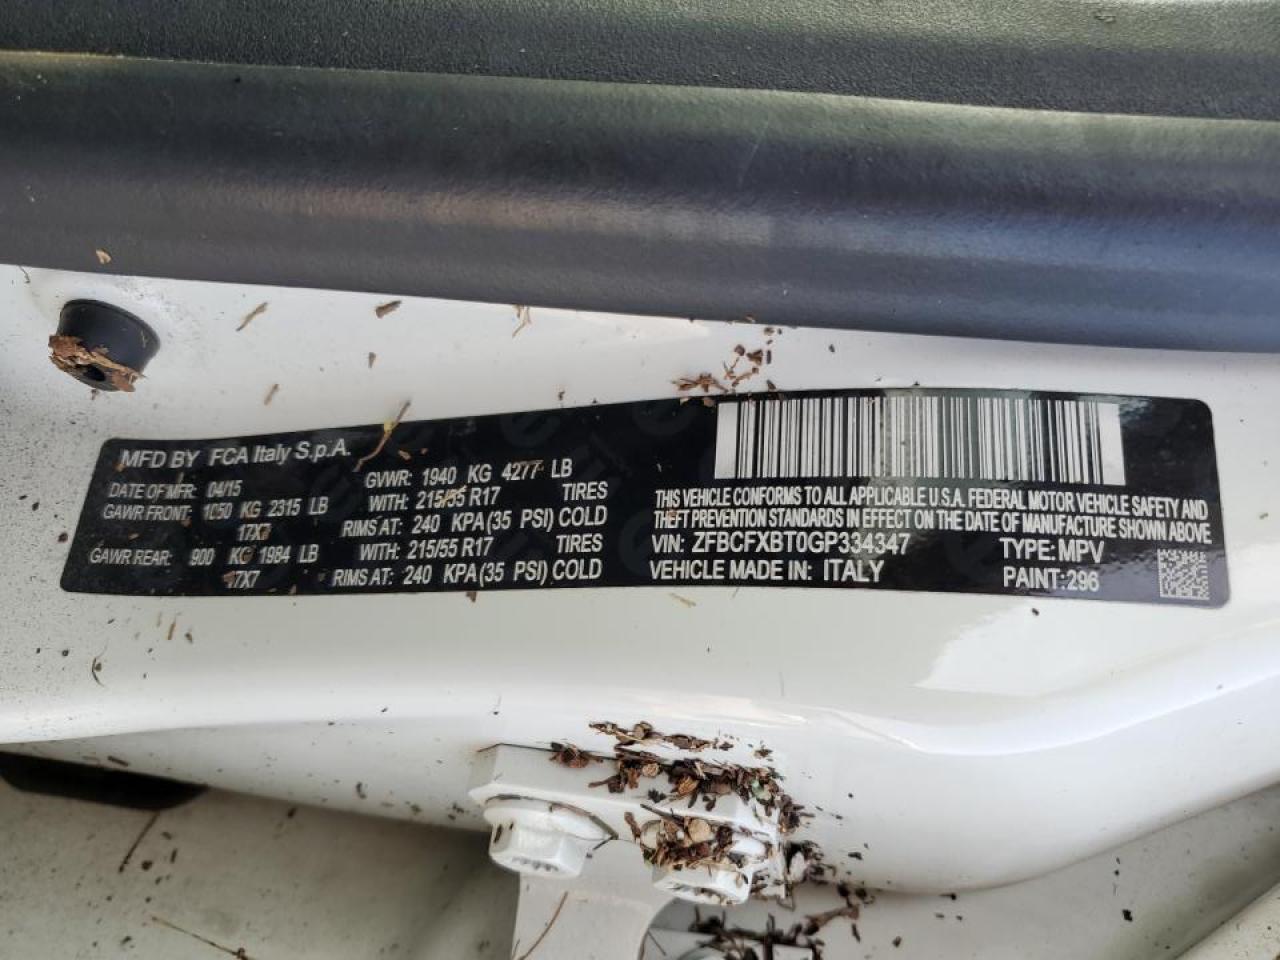 MFD BY FCA Italy S.p.A.
DATE OF MFR: 04/15 GVWR: 1940 KG 4277 LB
GAWR FRONT: 1050 KG 2315 LB WITH: 215/55 R17 TIRES
17X7 RIMS AT: 240 KPA(35 PSI) COLD
GAWR REAR: 900 KG 1984 LB WITH: 215/55 R17 TIRES
17X7 RIMS AT: 240 KPA(35 PSI) COLD
THIS VEHICLE CONFORMS TO ALL APPLICABLE U.S.A. FEDERAL MOTOR VEHICLE SAFETY AND
THEFT PREVENTION STANDARDS IN EFFECT ON THE DATE OF MANUFACTURE SHOWN ABOVE
VIN: ZFBCFXBT0GP334347 TYPE: MPV
VEHICLE MADE IN: ITALY PAINT:296